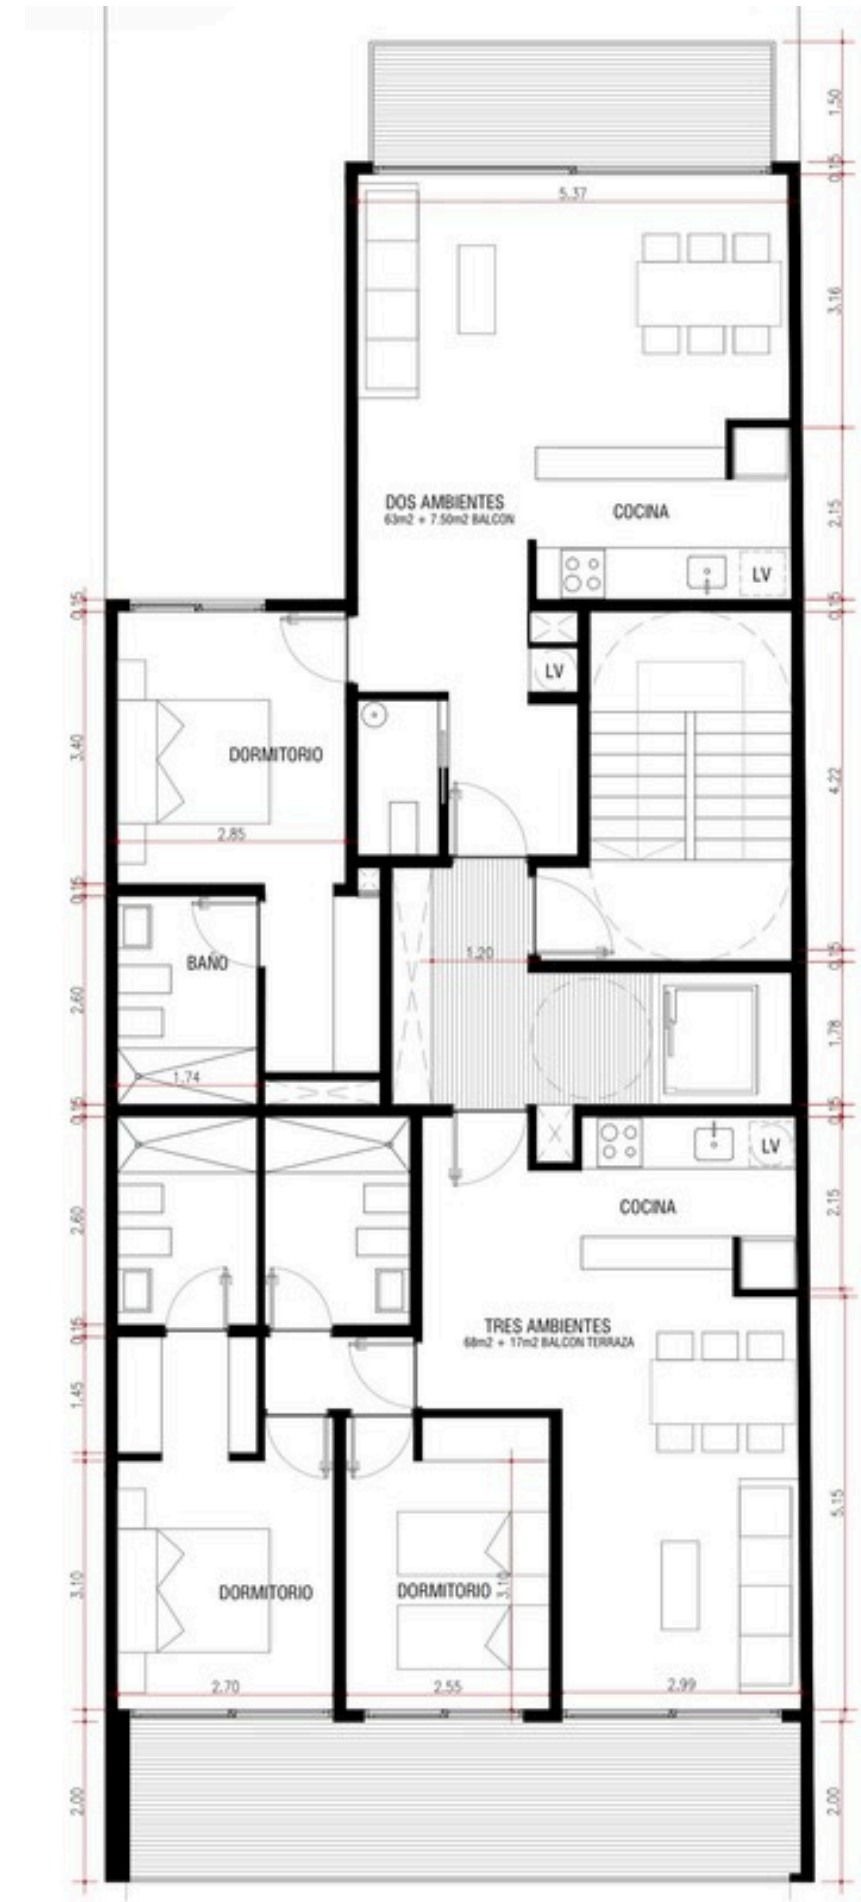 1.50
0.15
5.37
3.16
DOS AMBIENTES
63m2 + 7.50m2 BALCON
COCINA
2.15
LV
0.15
0.15
LV
DORMITORIO
3.40
4.22
2.85
0.15
BAÑO
1.20
0.15
2.60
1.78
1.74
0.15
0.15
LV
COCINA
2.15
2.60
TRES AMBIENTES
68m2 + 17m2 BALCON TERRAZA
0.15
1.45
5.15
DORMITORIO
DORMITORIO
3.10
3.10
2.70
2.55
2.99
2.00
2.00